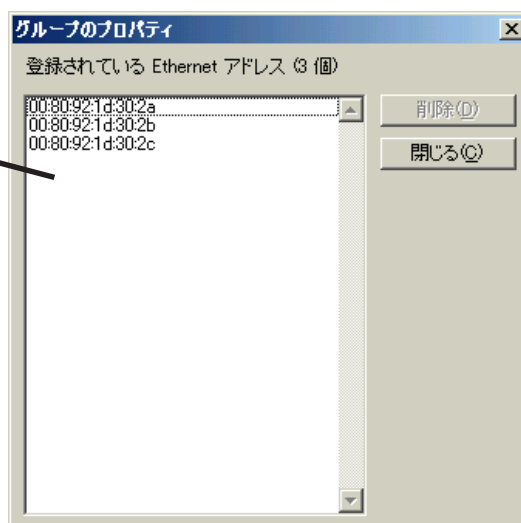 グループのプロパティ
登録されている Ethernet アドレス (3 個)
00:80:92:1d:30:2a
00:80:92:1d:30:2b
00:80:92:1d:30:2c
削除(D)
閉じる(C)